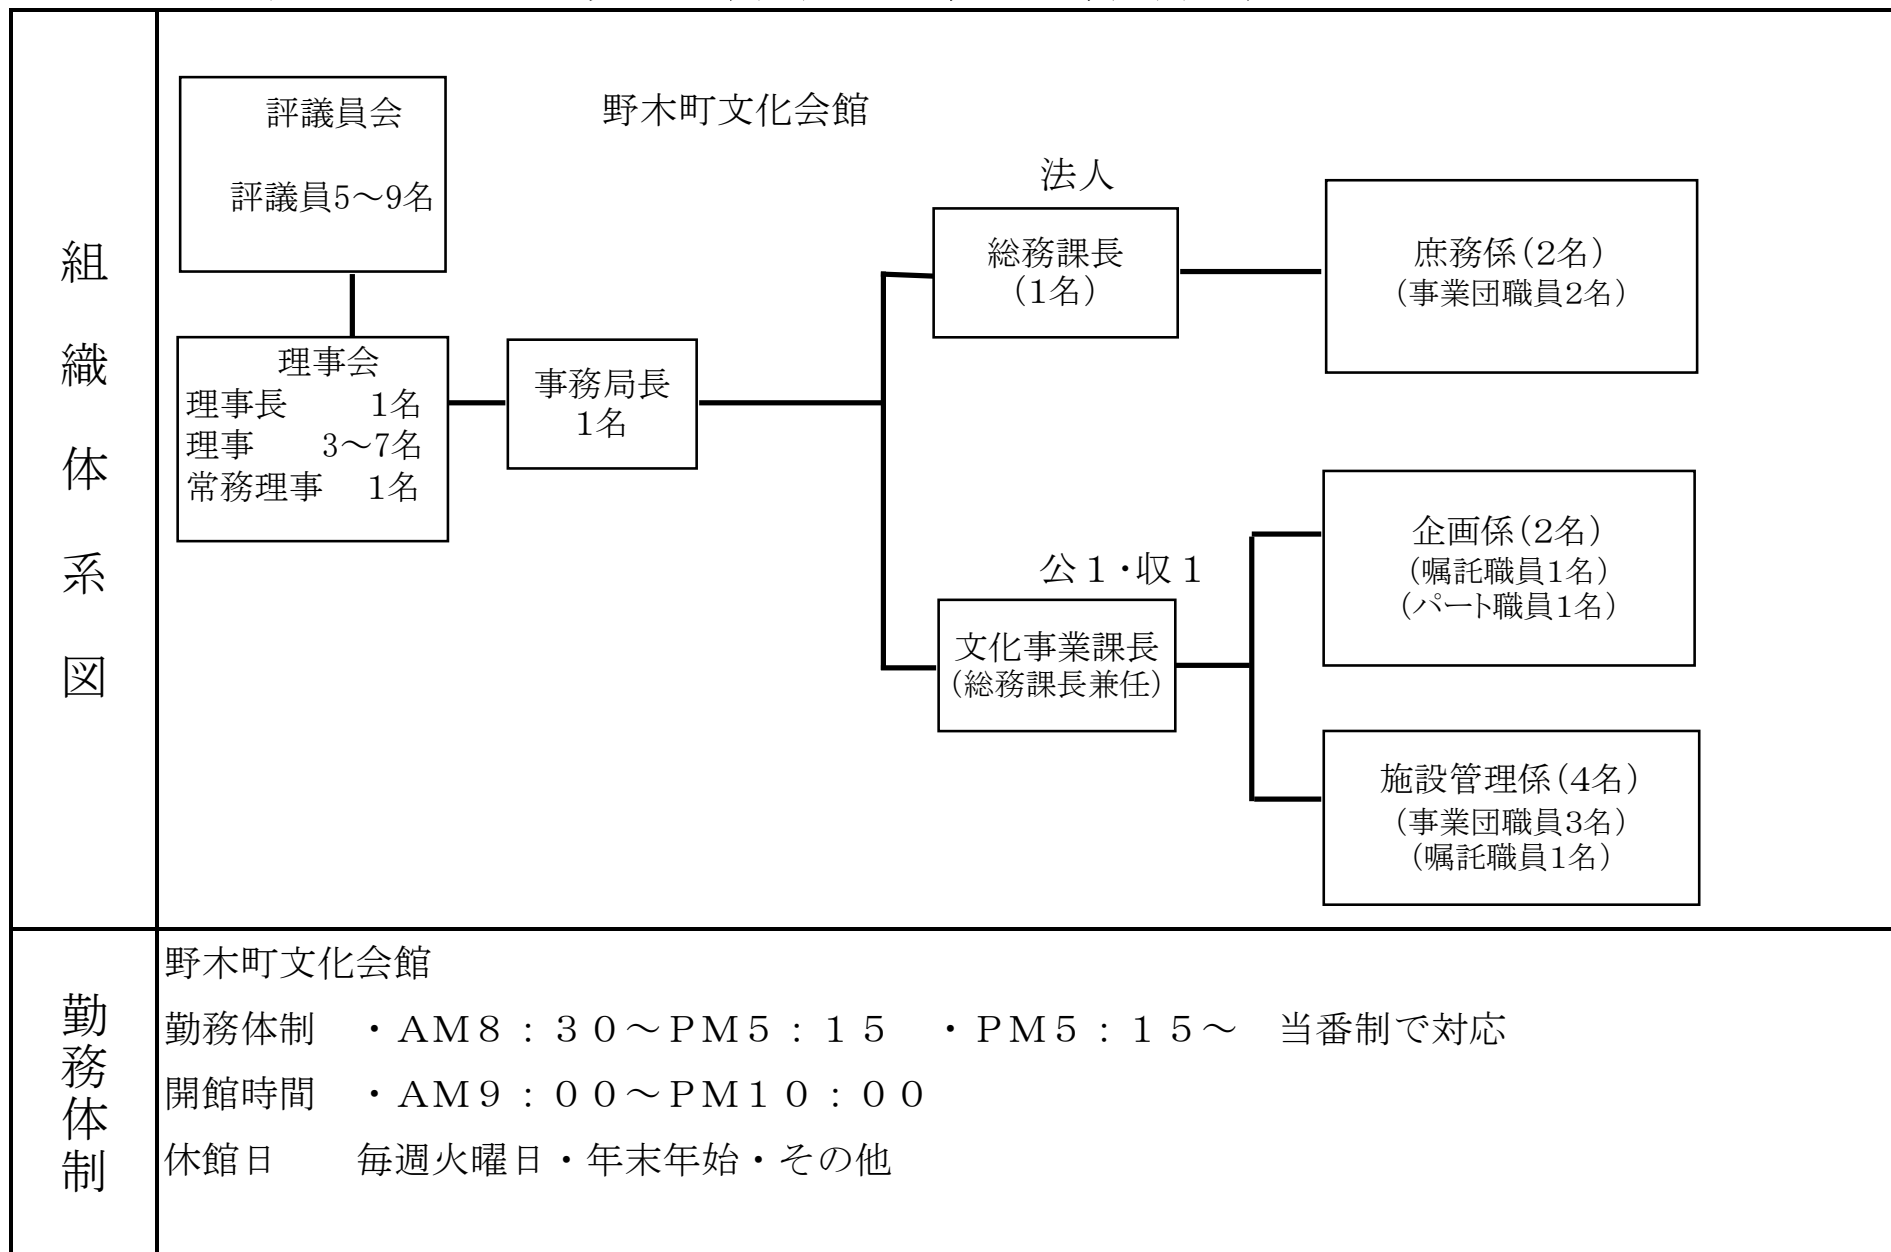 組織体系図
評議員会
評議員5～9名
野木町文化会館
理事会
理事長 1名
理事 3～7名
常務理事 1名
事務局長
1名
法人
総務課長
(1名)
庶務係(2名)
(事業団職員2名)
公１・収１
文化事業課長
(総務課長兼任)
企画係(2名)
(嘱託職員1名)
(パート職員1名)
施設管理係(4名)
(事業団職員3名)
(嘱託職員1名)
勤務体制
野木町文化会館
勤務体制 ・ＡＭ８：３０～ＰＭ５：１５ ・ＰＭ５：１５～ 当番制で対応
開館時間 ・ＡＭ９：００～ＰＭ１０：００
休館日 毎週火曜日・年末年始・その他